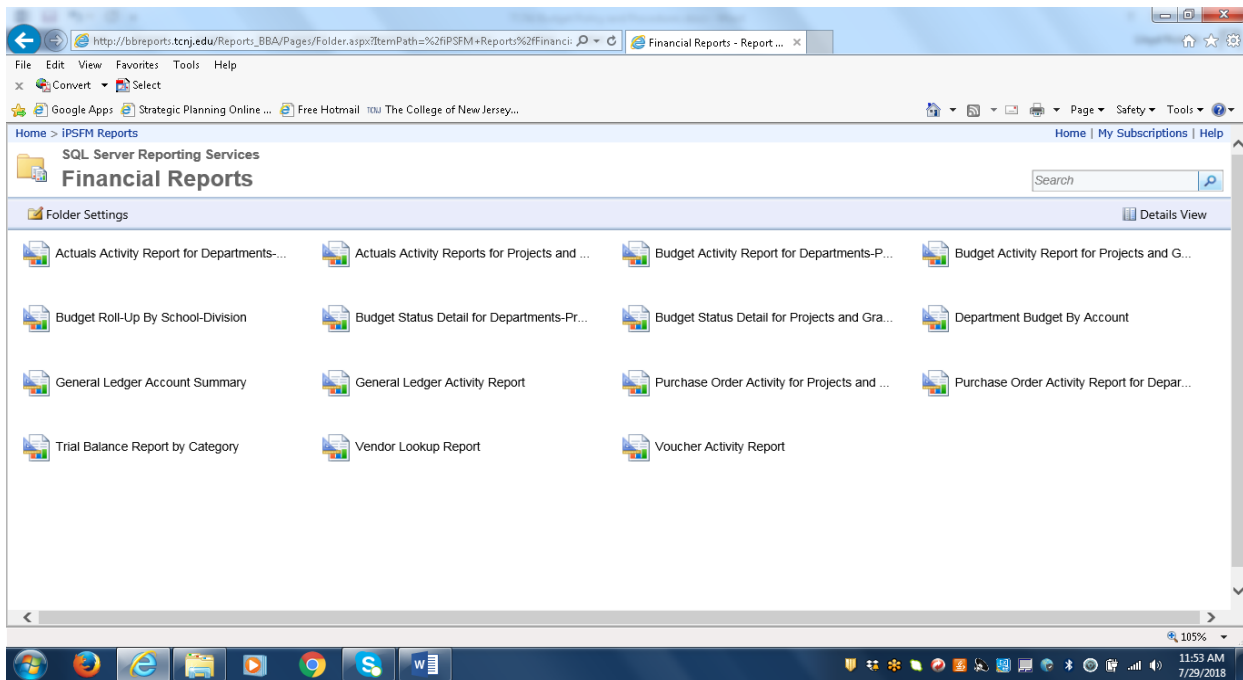 http://bbreports.tcnj.edu/Reports_BBA/Pages/Folder.aspx?ItemPath=%2fiPSFM+Reports%2fFinanci
Financial Reports - Report ...
File Edit View Favorites Tools Help
Convert Select
Google Apps Strategic Planning Online ... Free Hotmail TCNJ The College of New Jersey...
Page Safety Tools
Home > iPSFM Reports
Home | My Subscriptions | Help
SQL Server Reporting Services
Financial Reports
Search
Folder Settings
Details View
Actuals Activity Report for Departments-...
Actuals Activity Reports for Projects and ...
Budget Activity Report for Departments-P...
Budget Activity Report for Projects and G...
Budget Roll-Up By School-Division
Budget Status Detail for Departments-Pr...
Budget Status Detail for Projects and Gra...
Department Budget By Account
General Ledger Account Summary
General Ledger Activity Report
Purchase Order Activity for Projects and ...
Purchase Order Activity Report for Depar...
Trial Balance Report by Category
Vendor Lookup Report
Voucher Activity Report
105%
11:53 AM
7/29/2018